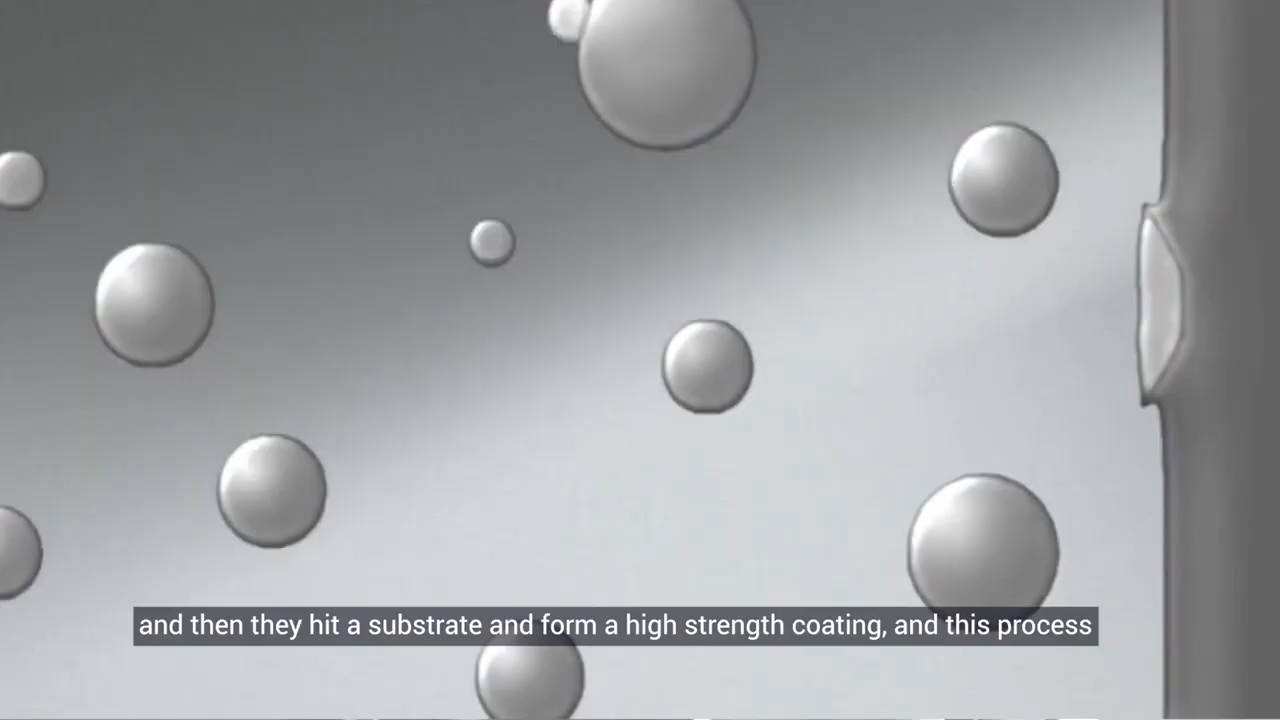 and then they hit a substrate and form a high strength coating, and this process